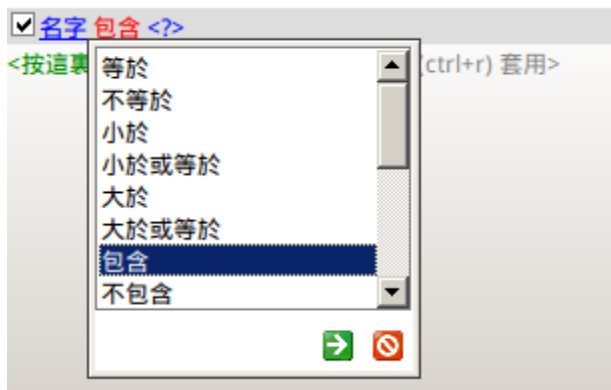 名字 包含 <?>
<按這裏 (ctrl+r) 套用>
等於
不等於
小於
小於或等於
大於
大於或等於
包含
不包含